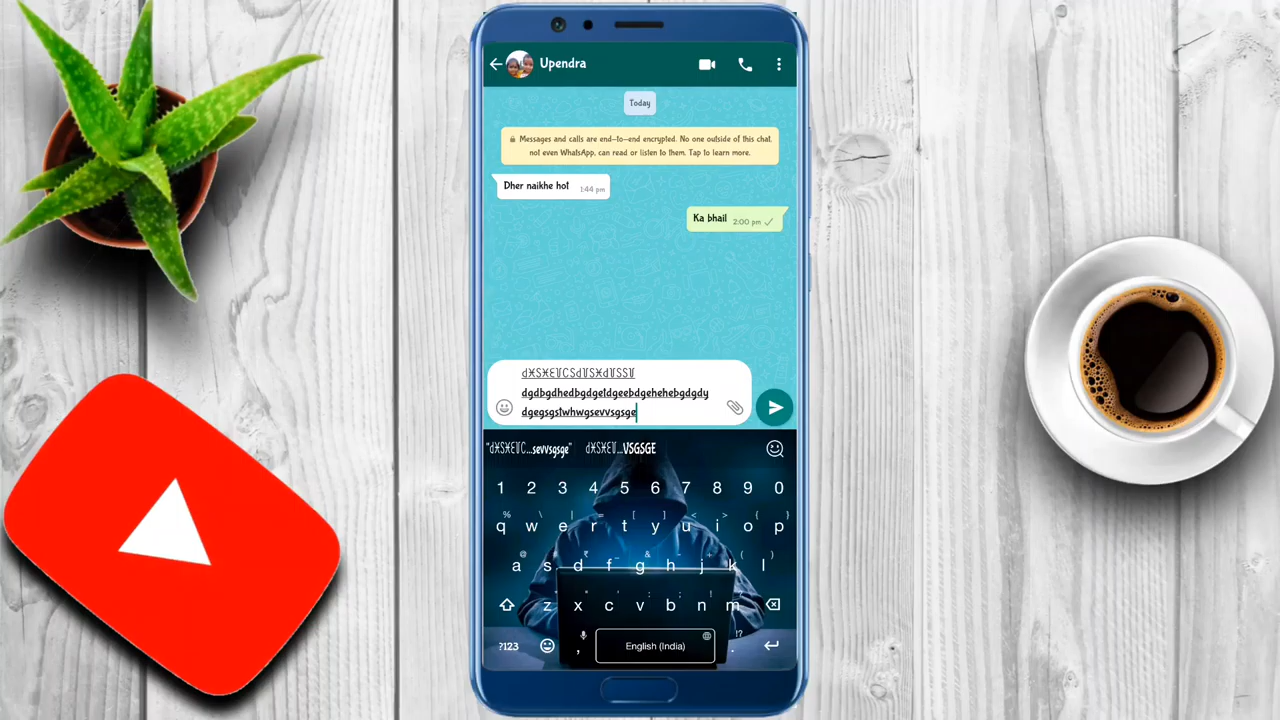 Upendra
Today
Messages and calls are end-to-end encrypted. No one outside of this chat,
not even WhatsApp, can read or listen to them. Tap to learn more.
Dher naikhe hot 1:44 pm
Ka bhail 2:00 pm
dgdbgdhedbgdgetdgeebdgehehebgdgdy
dgegsgstwhwgsevvsgsge
1 2 3 4 5 6 7 8 9 0
% \ | = [ ] < > { }
q w e r t y u i o p
@ ₹ & - + ( )
a s d f g h j k l
z x c v b n m
?123 , English (India) . !?